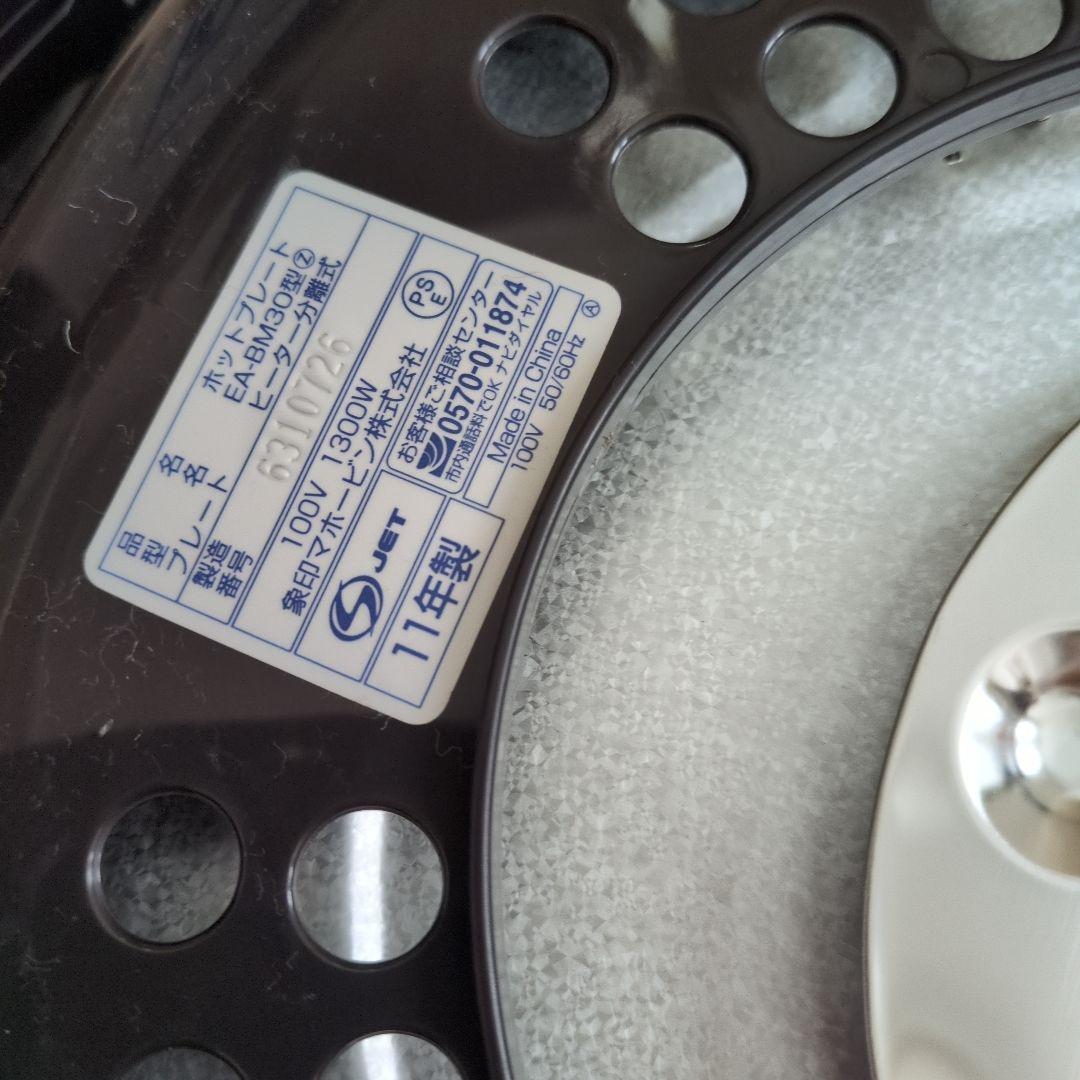 品名 ホットプレート
型名 EA-BM30型 Ⓩ
プレート ヒーター分離式
製造番号 6310726
100V 1300W
象印マホービン株式会社
PSE
JET
お客様ご相談センター
0570-011874
市内通話料でOK ナビダイヤル
11年製
Made in China
100V 50/60Hz Ⓐ